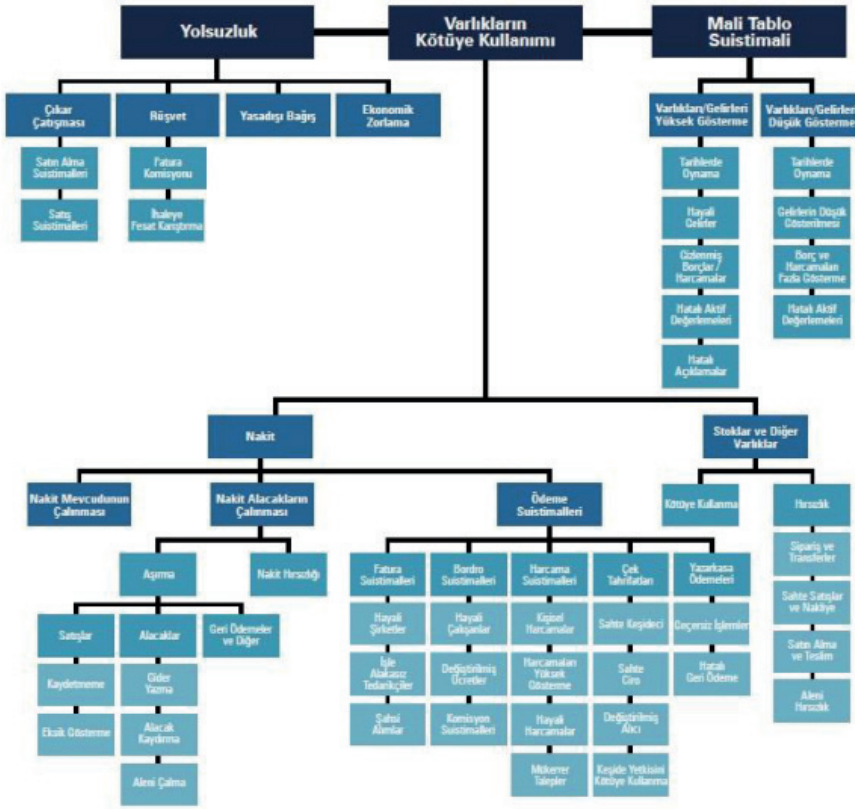 Yolsuzluk
Varlıkların
Kötüye Kullanımı
Mali Tablo
Suistimali
Çıkar
Çatışması
Rüşvet
Yasadışı Bağış
Ekonomik
Zorlama
Varlıkları/Gelirleri
Yüksek Gösterme
Varlıkları/Gelirleri
Düşük Gösterme
Satın Alma
Suistimalleri
Satış
Suistimalleri
Fatura
Komisyonu
İhaleye
Fesat Karıştırma
Tarihlerde
Oynama
Hayali
Gelirler
Gizlenmiş
Borçlar /
Harcamalar
Hatalı Aktif
Değerlemeleri
Hatalı
Açıklamalar
Tarihlerde
Oynama
Gelirlerin Düşük
Gösterilmesi
Borç ve
Harcamaları
Fazla Gösterme
Hatalı Aktif
Değerlemeleri
Nakit
Stoklar ve Diğer
Varlıklar
Nakit Mevcudunun
Çalınması
Nakit Alacakların
Çalınması
Ödeme
Suistimalleri
Kötüye Kullanma
Hırsızlık
Aşırma
Nakit Hırsızlığı
Satışlar
Alacaklar
Geri Ödemeler
ve Diğer
Kaydetmeme
Eksik Gösterme
Gider
Yazma
Alacak
Kaydırma
Aleni Çalma
Fatura
Suistimalleri
Bordro
Suistimalleri
Harcama
Suistimalleri
Çek
Tahrifatları
Yazarkasa
Ödemeleri
Hayali
Şirketler
İşle
Alakasız
Tedarikçiler
Şahsi
Alımlar
Hayali
Çalışanlar
Değiştirilmiş
Ücretler
Komisyon
Suistimalleri
Kişisel
Harcamalar
Harcamaları
Yüksek
Gösterme
Hayali
Harcamalar
Mükerrer
Talepler
Sahte Keşideci
Sahte
Ciro
Değiştirilmiş
Alıcı
Keşide Yetkisini
Kötüye Kullanma
Geçersiz İşlemler
Hatalı
Geri Ödeme
Sipariş ve
Transferler
Sahte Satışlar
ve Nakliye
Satın Alma
ve Teslim
Aleni
Hırsızlık